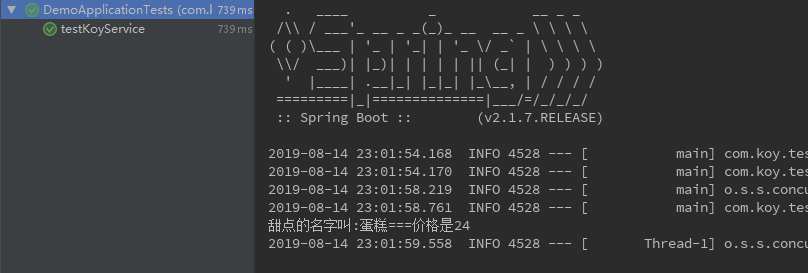 DemoApplicationTests (com.l 739 ms
testKoyService 739 ms
  .   ____          _            __ _ _
 /\\ / ___'_ __ _ _(_)_ __  __ _ \ \ \ \
( ( )\___ | '_ | '_| | '_ \/ _` | \ \ \ \
 \\/  ___)| |_)| | | | | || (_| |  ) ) ) )
  '  |____| .__|_| |_|_| |_\__, | / / / /
 =========|_|==============|___/=/_/_/_/
 :: Spring Boot ::        (v2.1.7.RELEASE)
2019-08-14 23:01:54.168  INFO 4528 --- [           main] com.koy.tes
2019-08-14 23:01:54.170  INFO 4528 --- [           main] com.koy.tes
2019-08-14 23:01:58.219  INFO 4528 --- [           main] o.s.s.concu
2019-08-14 23:01:58.761  INFO 4528 --- [           main] com.koy.tes
甜点的名字叫:蛋糕===价格是24
2019-08-14 23:01:59.558  INFO 4528 --- [       Thread-1] o.s.s.concu